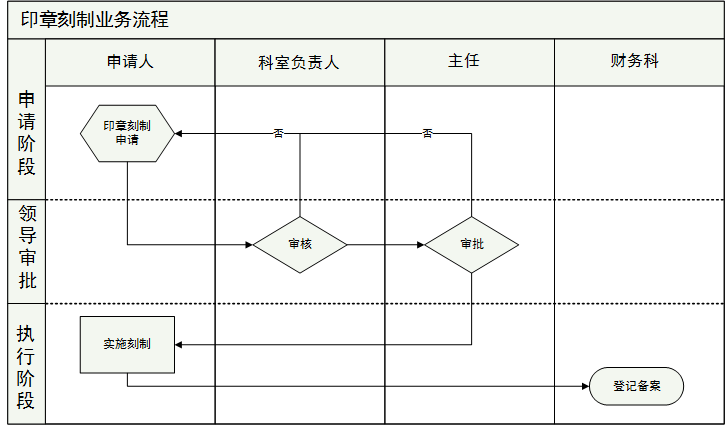 印章刻制业务流程
申请人
科室负责人
主任
财务科
申请阶段
印章刻制
申请
否
否
领导审批
审核
审批
执行阶段
实施刻制
登记备案